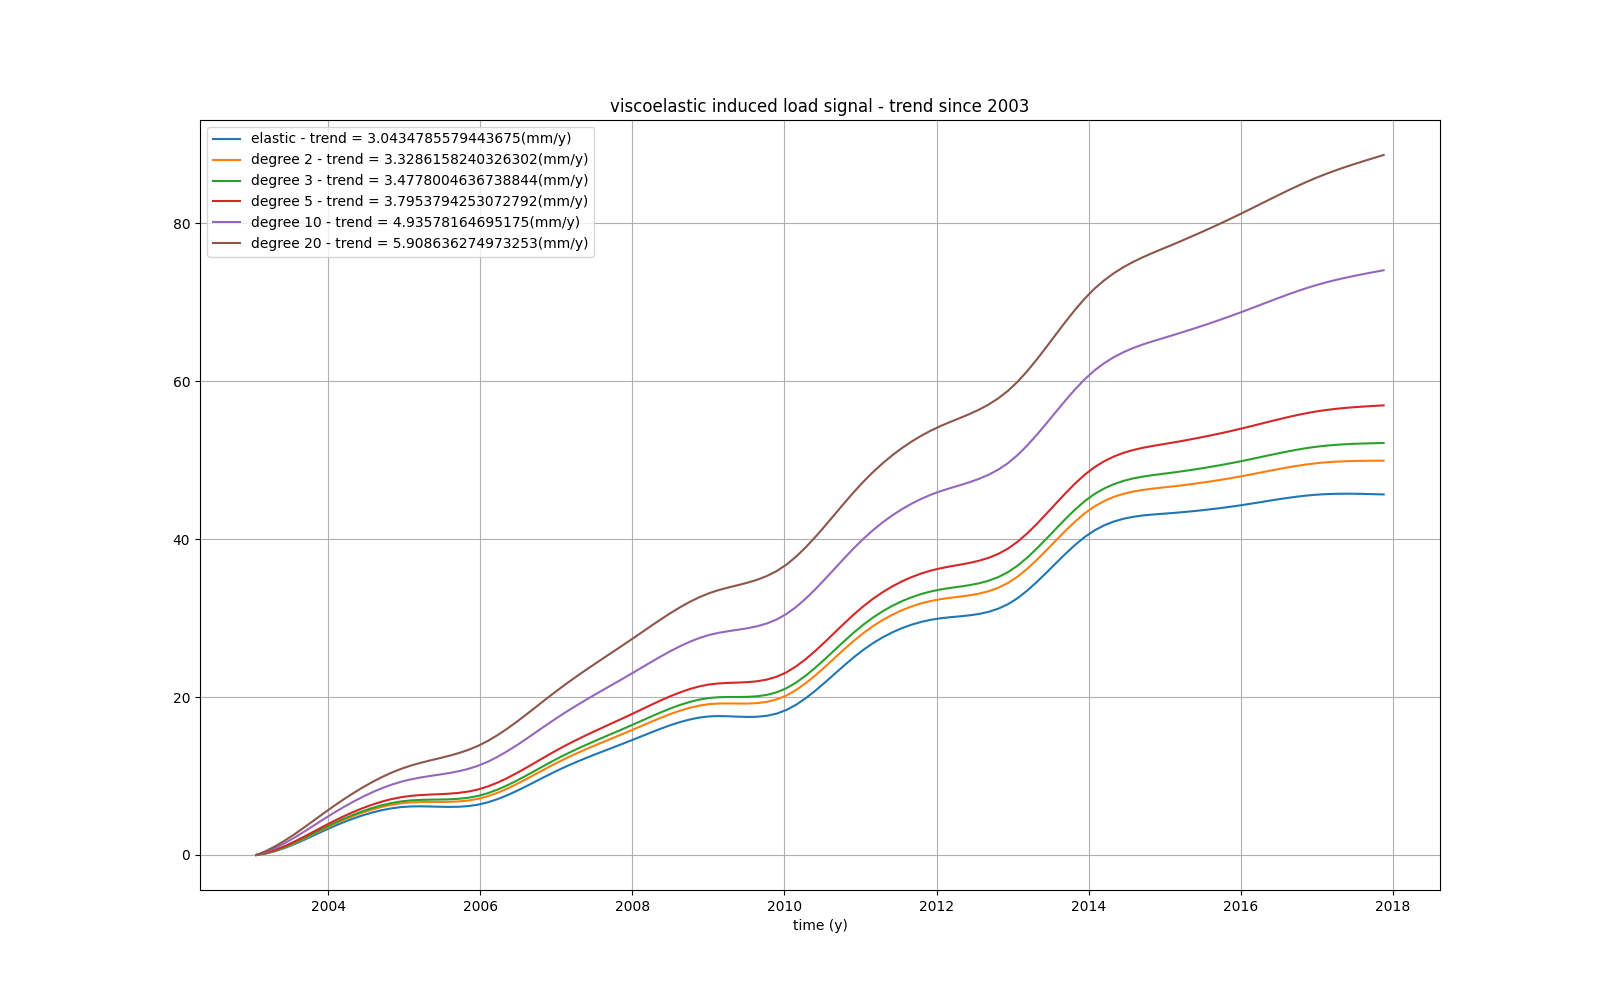 viscoelastic induced load signal - trend since 2003
elastic - trend = 3.0434785579443675(mm/y)
degree 2 - trend = 3.3286158240326302(mm/y)
degree 3 - trend = 3.4778004636738844(mm/y)
degree 5 - trend = 3.7953794253072792(mm/y)
degree 10 - trend = 4.93578164695175(mm/y)
degree 20 - trend = 5.908636274973253(mm/y)
80
60
40
20
0
2004 2006 2008 2010 2012 2014 2016 2018
time (y)